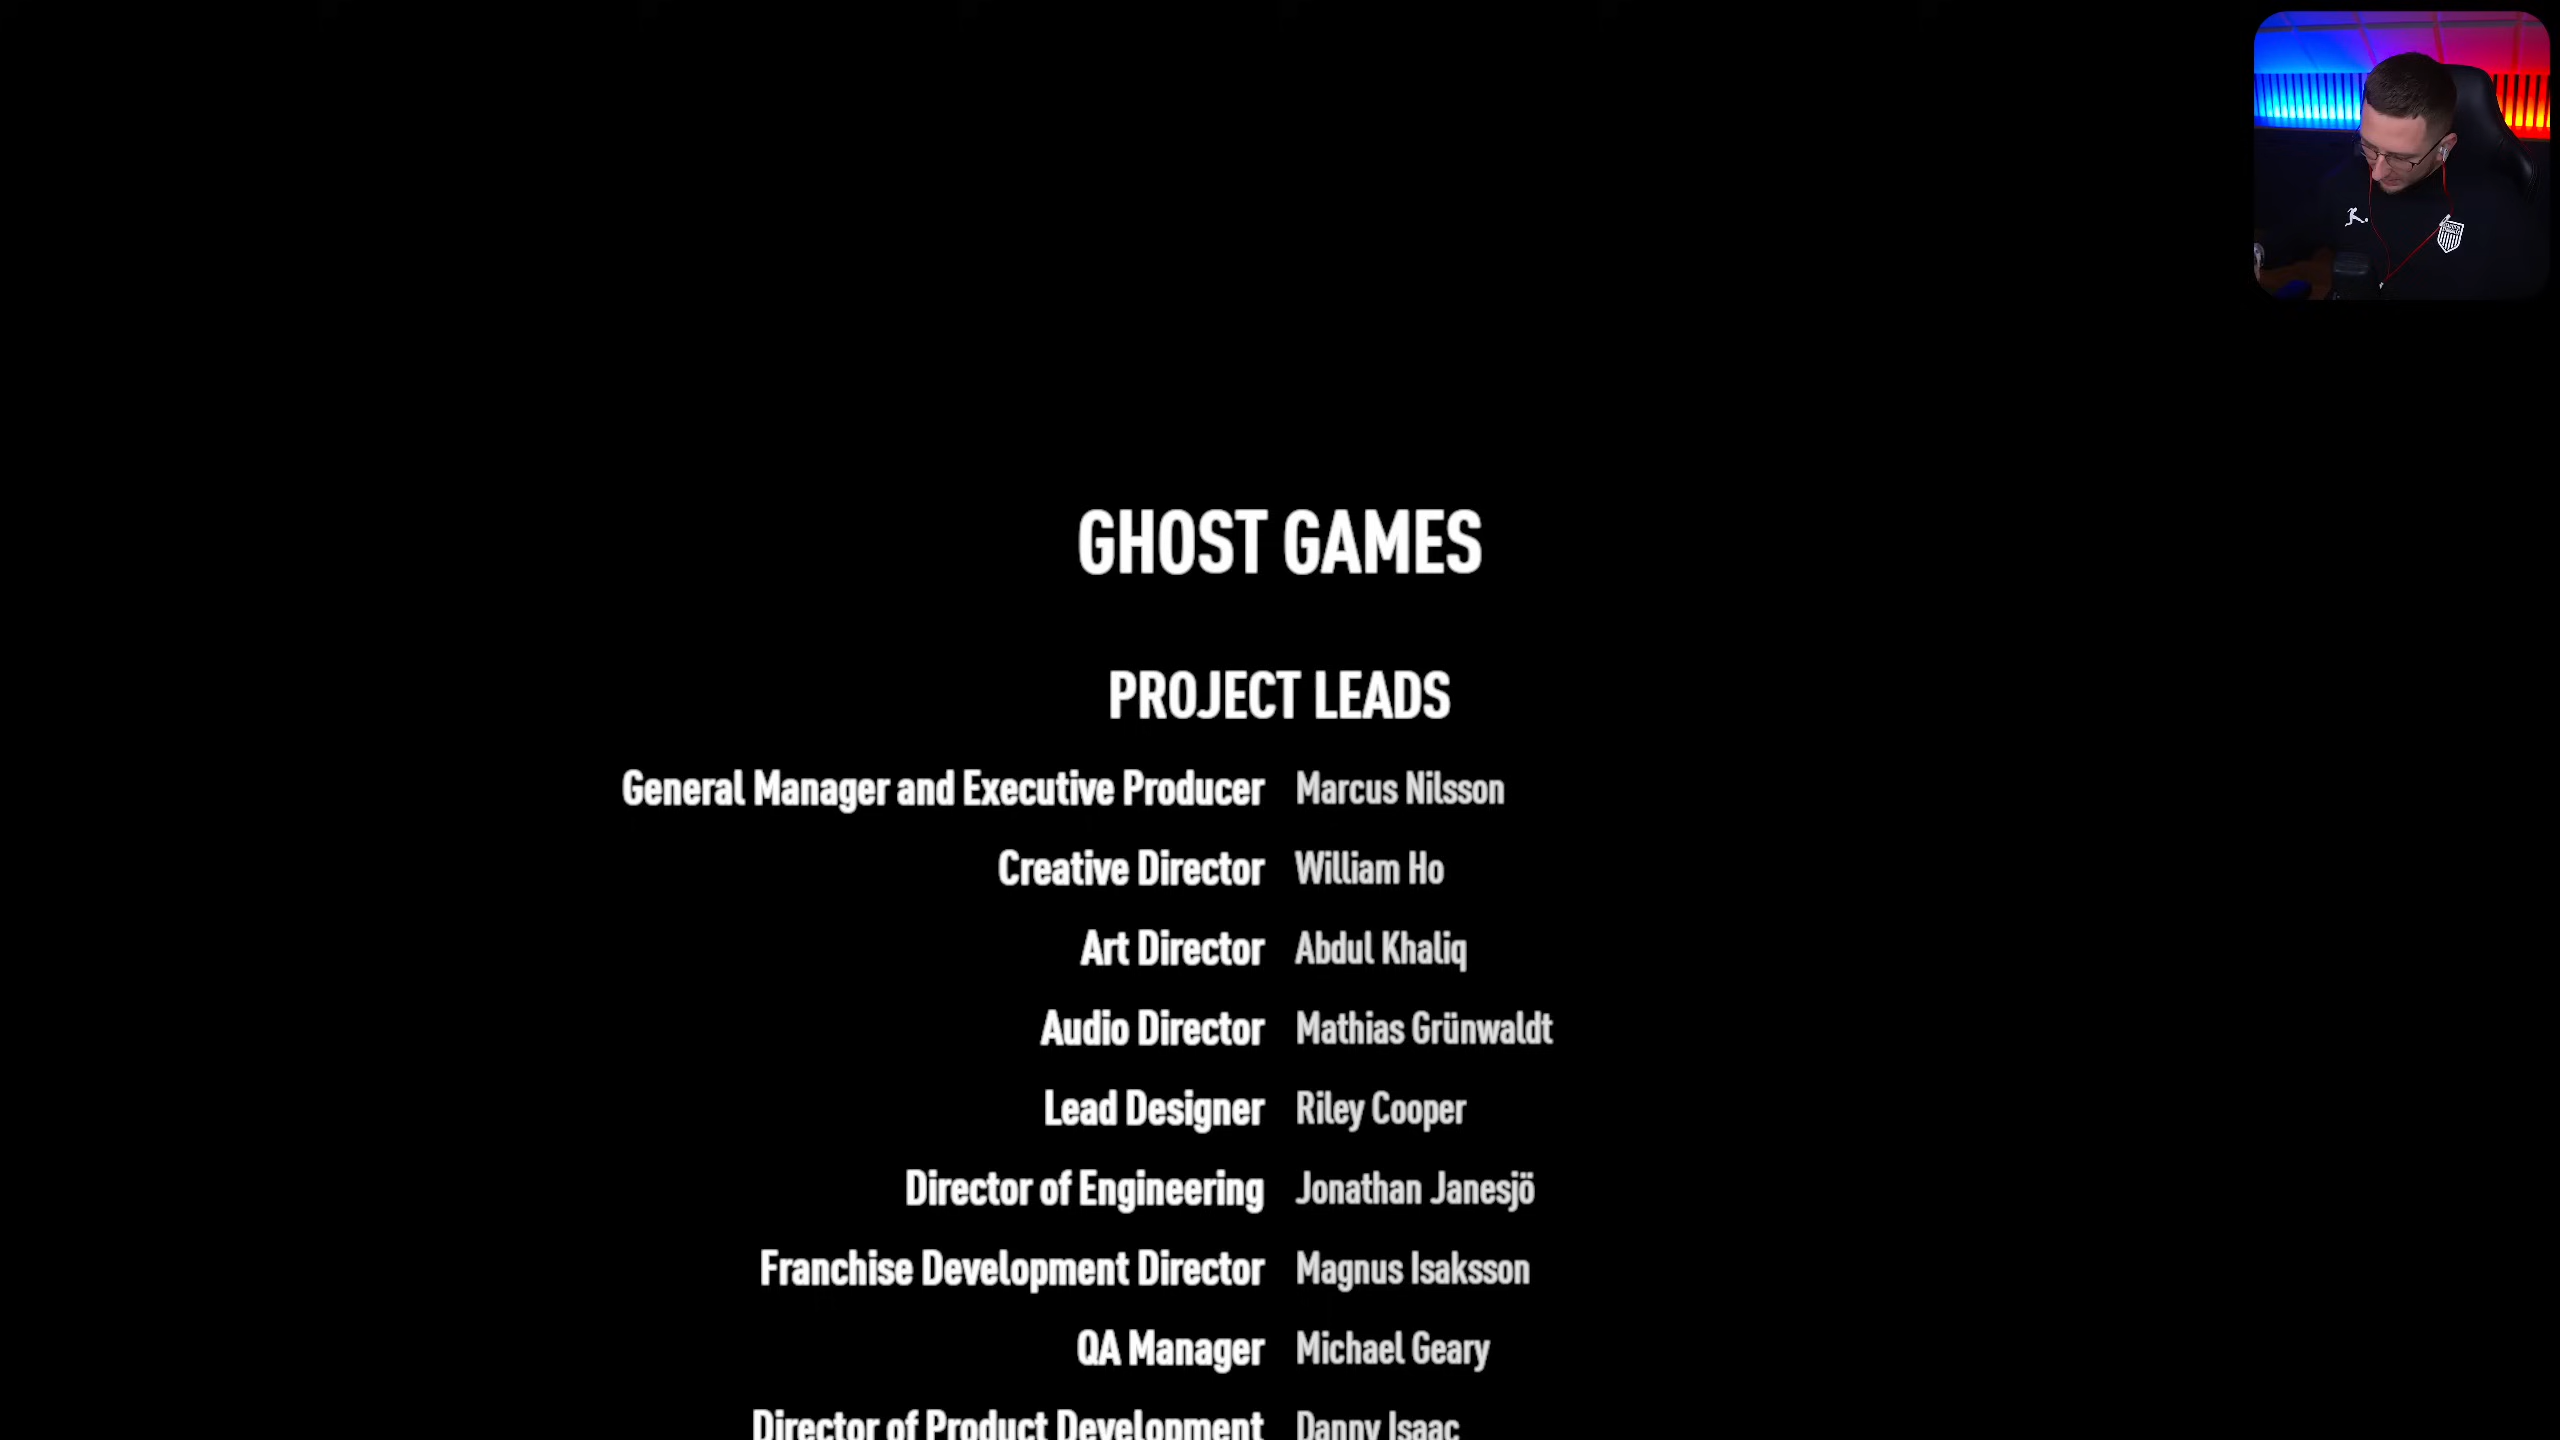 GHOST GAMES
PROJECT LEADS
General Manager and Executive Producer Marcus Nilsson
Creative Director William Ho
Art Director Abdul Khaliq
Audio Director Mathias Grünwaldt
Lead Designer Riley Cooper
Director of Engineering Jonathan Janesjö
Franchise Development Director Magnus Isaksson
QA Manager Michael Geary
Director of Product Development Danny Isaac